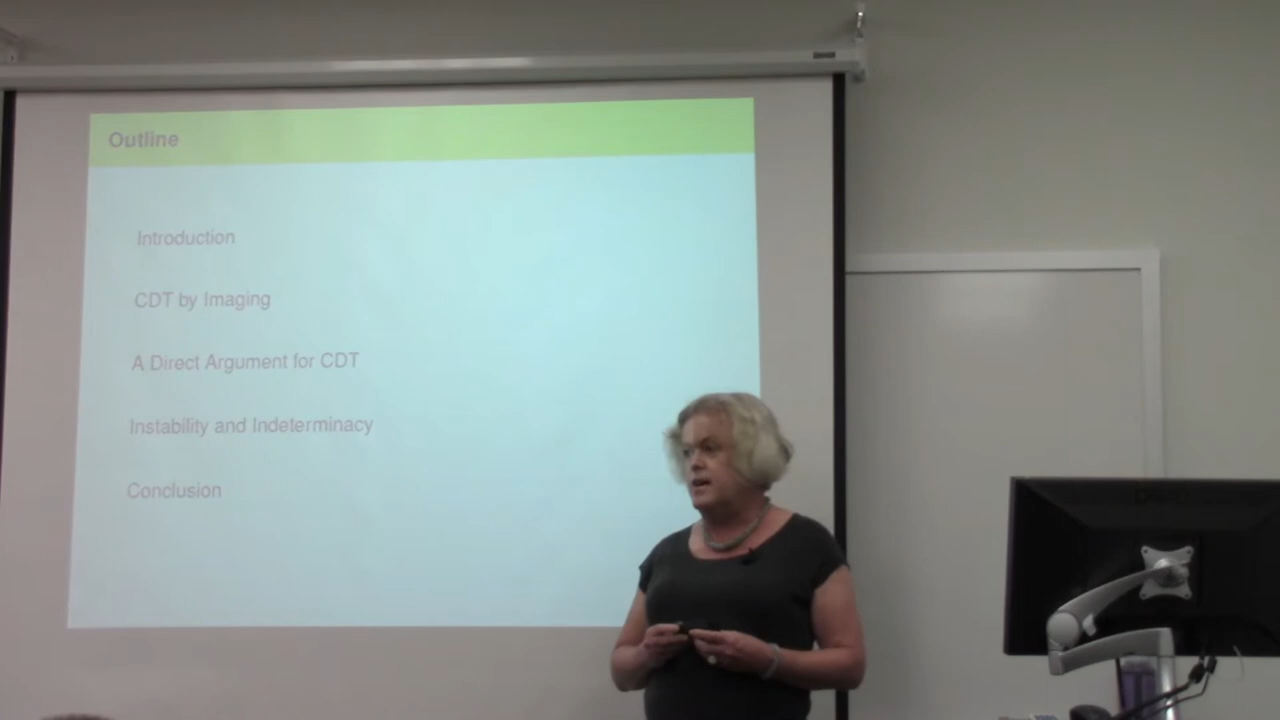 Outline
Introduction
CDT by Imaging
A Direct Argument for CDT
Instability and Indeterminacy
Conclusion